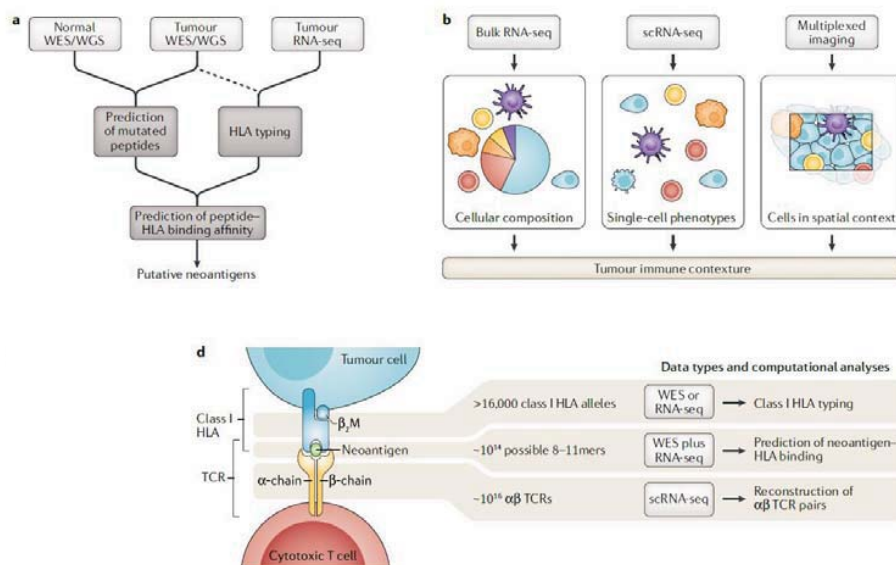 a
Normal
WES/WGS
Tumour
WES/WGS
Tumour
RNA-seq
Prediction
of mutated
peptides
HLA typing
Prediction of peptide–
HLA binding affinity
Putative neoantigens
b
Bulk RNA-seq
scRNA-seq
Multiplexed
imaging
Cellular composition
Single-cell phenotypes
Cells in spatial context
Tumour immune contexture
d
Tumour cell
Data types and computational analyses
Class I
HLA
β₂M
>16,000 class I HLA alleles
WES or
RNA-seq
Class I HLA typing
Neoantigen
~10¹⁴ possible 8–11mers
WES plus
RNA-seq
Prediction of neoantigen–
HLA binding
TCR
α-chain
β-chain
~10¹⁶ αβ TCRs
scRNA-seq
Reconstruction of
αβ TCR pairs
Cytotoxic T cell